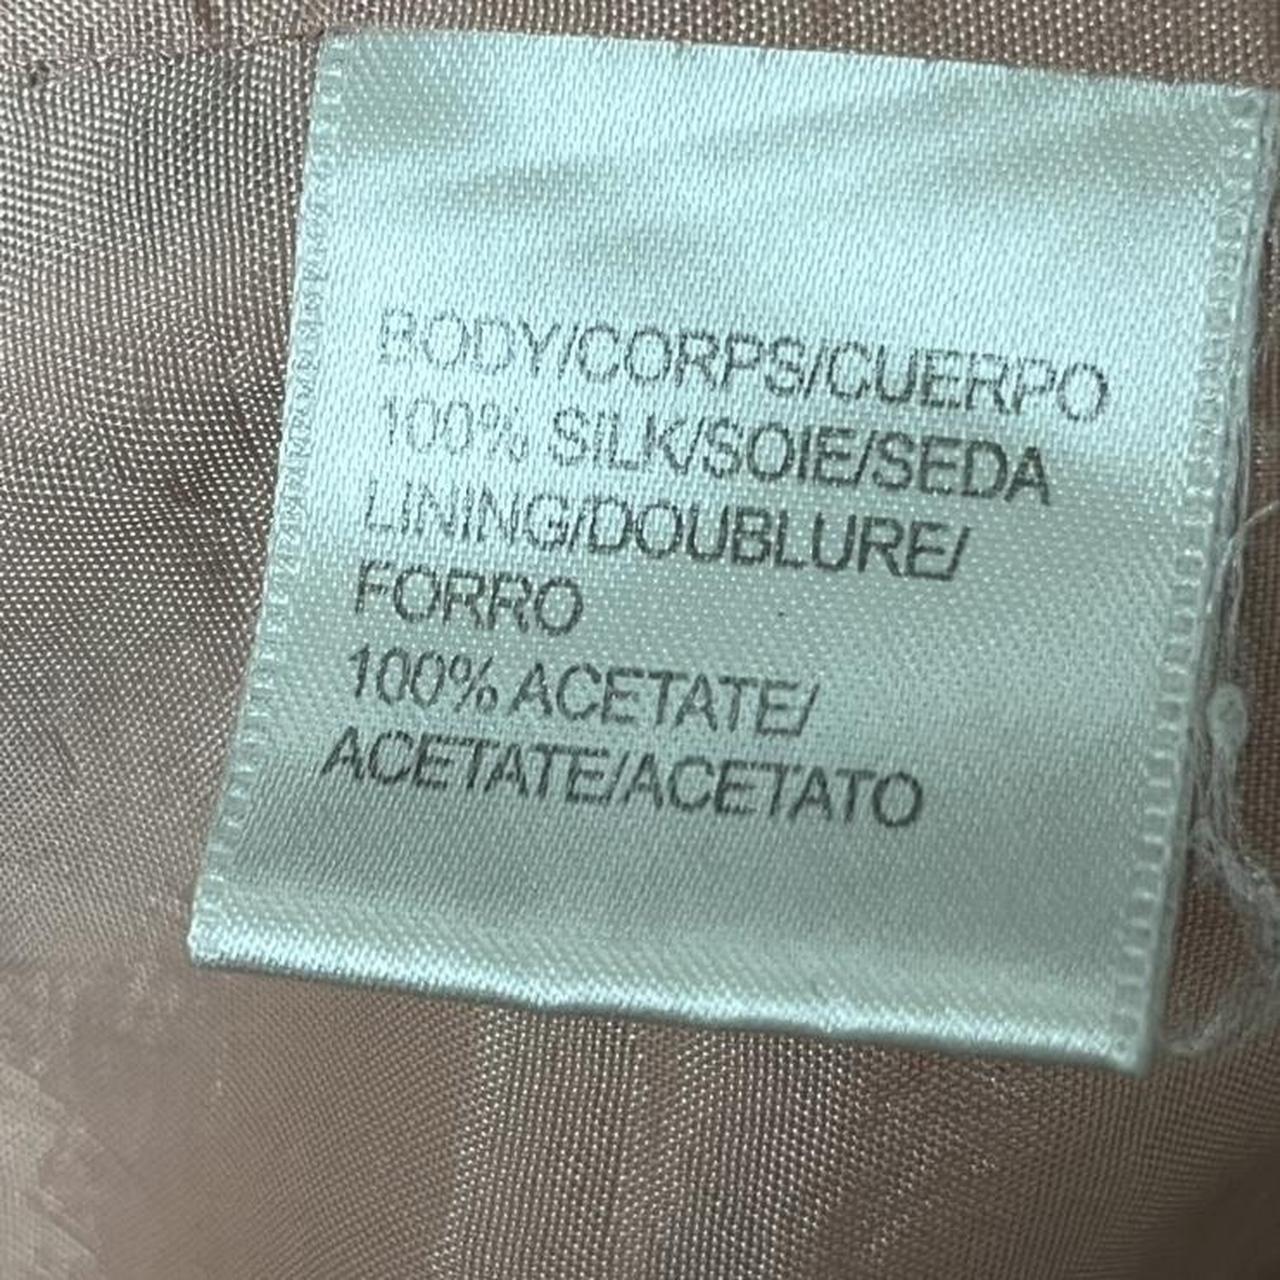 BODY/CORPS/CUERPO
100% SILK/SOIE/SEDA
LINING/DOUBLURE/
FORRO
100% ACETATE/
ACETATE/ACETATO